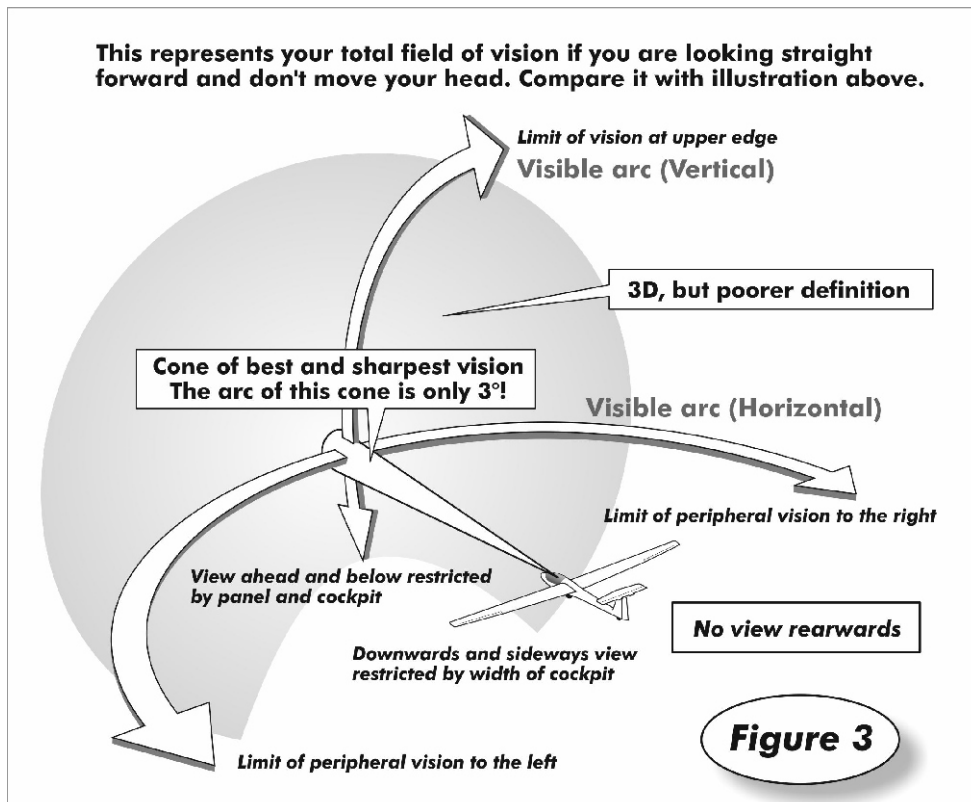 This represents your total field of vision if you are looking straight
forward and don't move your head. Compare it with illustration above.
Limit of vision at upper edge
Visible arc (Vertical)
3D, but poorer definition
Cone of best and sharpest vision
The arc of this cone is only 3°!
Visible arc (Horizontal)
Limit of peripheral vision to the right
View ahead and below restricted
by panel and cockpit
No view rearwards
Downwards and sideways view
restricted by width of cockpit
Figure 3
Limit of peripheral vision to the left